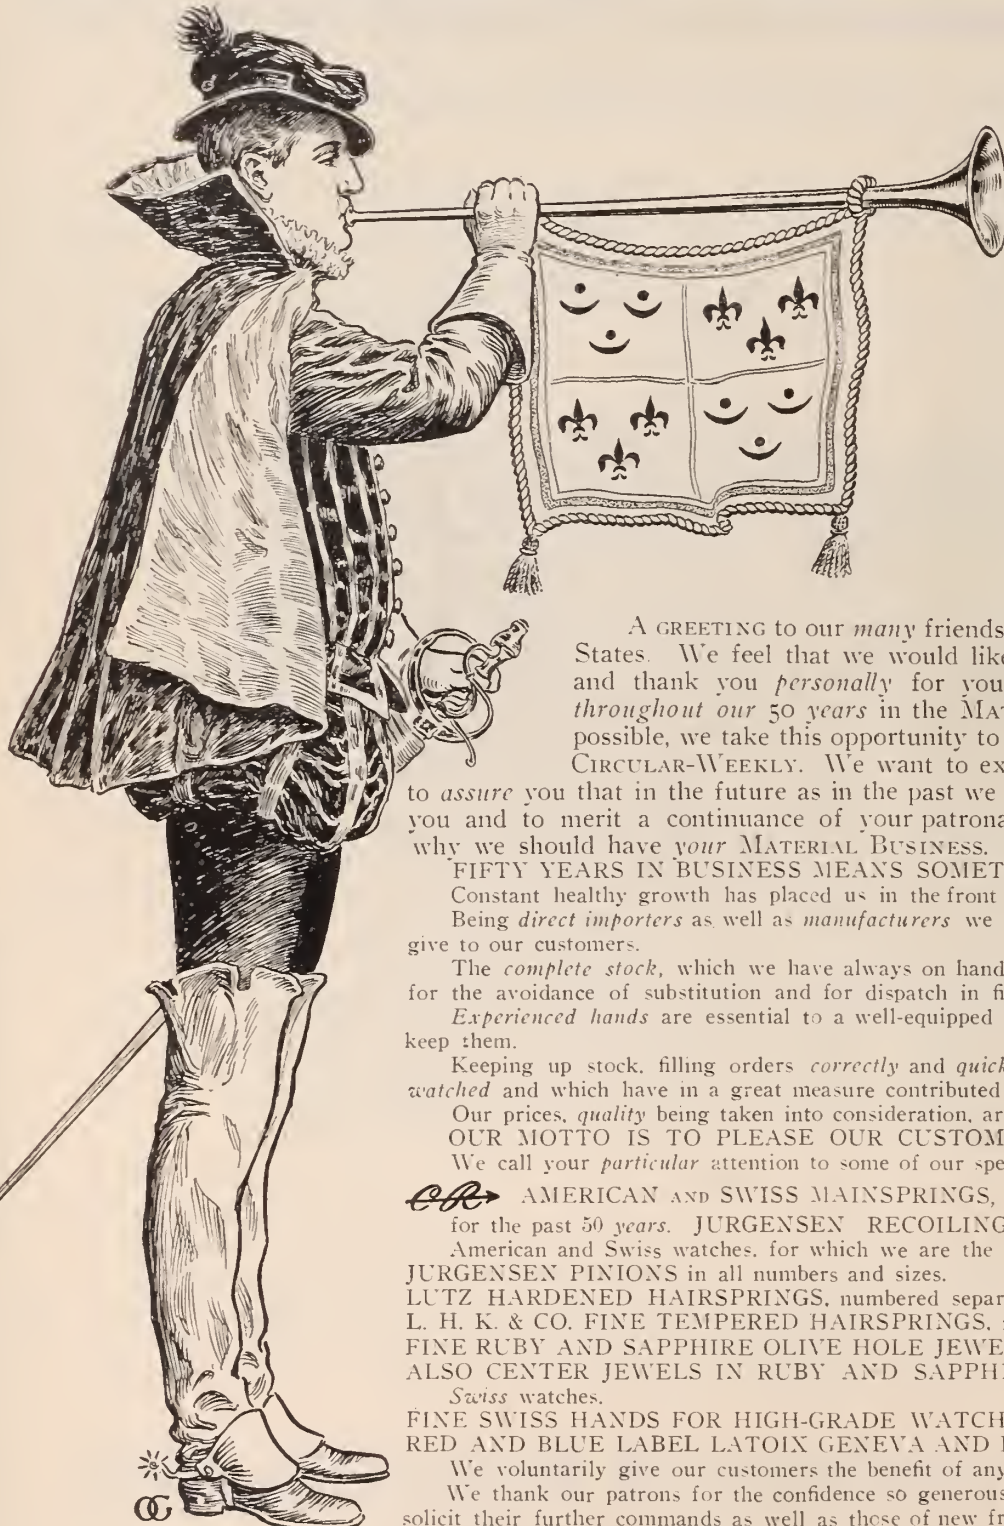 A GREETING to our many friends
States. We feel that we would like
and thank you personally for you
throughout our 50 years in the MA
possible, we take this opportunity to
CIRCULAR-WEEKLY. We want to ex
to assure you that in the future as in the past we
you and to merit a continuance of your patrona
why we should have your MATERIAL BUSINESS.
FIFTY YEARS IN BUSINESS MEANS SOMET
Constant healthy growth has placed us in the front
Being direct importers as well as manufacturers we
give to our customers.
The complete stock, which we have always on hand
for the avoidance of substitution and for dispatch in fi
Experienced hands are essential to a well-equipped
keep them.
Keeping up stock, filling orders correctly and quick
watched and which have in a great measure contributed
Our prices, quality being taken into consideration, ar
OUR MOTTO IS TO PLEASE OUR CUSTOM
We call your particular attention to some of our spe
CR AMERICAN AND SWISS MAINSPRINGS,
for the past 50 years. JURGENSEN RECOILING
American and Swiss watches, for which we are the
JURGENSEN PINIONS in all numbers and sizes.
LUTZ HARDENED HAIRSPRINGS, numbered separ
L. H. K. & CO. FINE TEMPERED HAIRSPRINGS,
FINE RUBY AND SAPPHIRE OLIVE HOLE JEWE
ALSO CENTER JEWELS IN RUBY AND SAPPH
Swiss watches.
FINE SWISS HANDS FOR HIGH-GRADE WATCH
RED AND BLUE LABEL LATOIX GENEVA AND
We voluntarily give our customers the benefit of any
We thank our patrons for the confidence so generous
solicit their further commands as well as those of new fr
OG